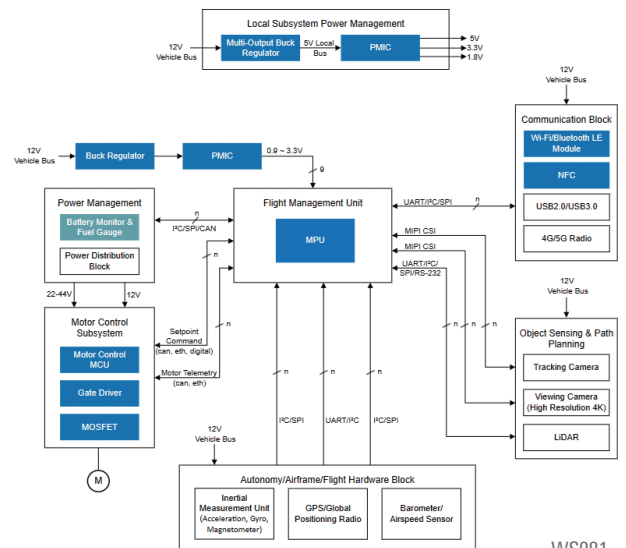 Local Subsystem Power Management
12V
Vehicle Bus
Multi-Output Buck
Regulator
5V Local
Bus
PMIC
5V
3.3V
1.8V
12V
Vehicle Bus
Communication Block
Wi-Fi/Bluetooth LE
Module
NFC
USB2.0/USB3.0
4G/5G Radio
12V
Vehicle Bus
Buck Regulator
PMIC
0.9 ~ 3.3V
9
Power Management
Battery Monitor &
Fuel Gauge
Power Distribution
Block
n
I²C/SPI/CAN
Flight Management Unit
MPU
UART/I²C/SPI
n
MIPI CSI
MIPI CSI
UART/I²C/
SPI/RS-232
n
n
n
n
n
22-44V
12V
Motor Control
Subsystem
Motor Control
MCU
Gate Driver
MOSFET
M
Setpoint
Command
(can, eth, digital)
Motor Telemetry
(can, eth)
12V
Vehicle Bus
Object Sensing & Path
Planning
Tracking Camera
Viewing Camera
(High Resolution 4K)
LiDAR
n
n
n
I²C/SPI
UART/I²C
I²C/SPI
12V
Vehicle Bus
Autonomy/Airframe/Flight Hardware Block
Inertial
Measurement Unit
(Acceleration, Gyro,
Magnetometer)
GPS/Global
Positioning Radio
Barometer/
Airspeed Sensor